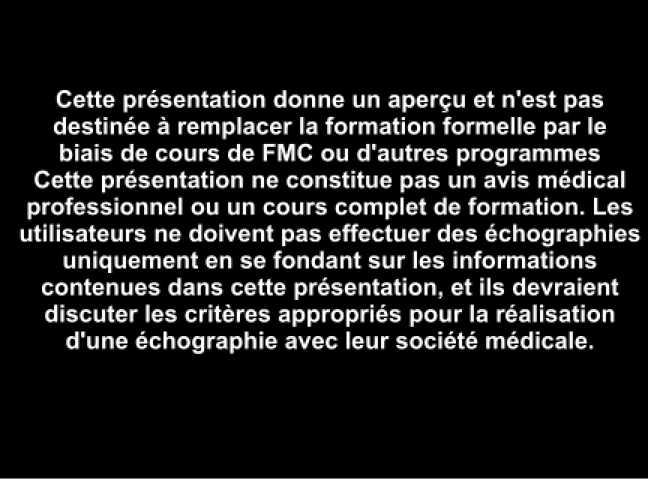 Cette présentation donne un aperçu et n'est pas
destinée à remplacer la formation formelle par le
biais de cours de FMC ou d'autres programmes
Cette présentation ne constitue pas un avis médical
professionnel ou un cours complet de formation. Les
utilisateurs ne doivent pas effectuer des échographies
uniquement en se fondant sur les informations
contenues dans cette présentation, et ils devraient
discuter les critères appropriés pour la réalisation
d'une échographie avec leur société médicale.